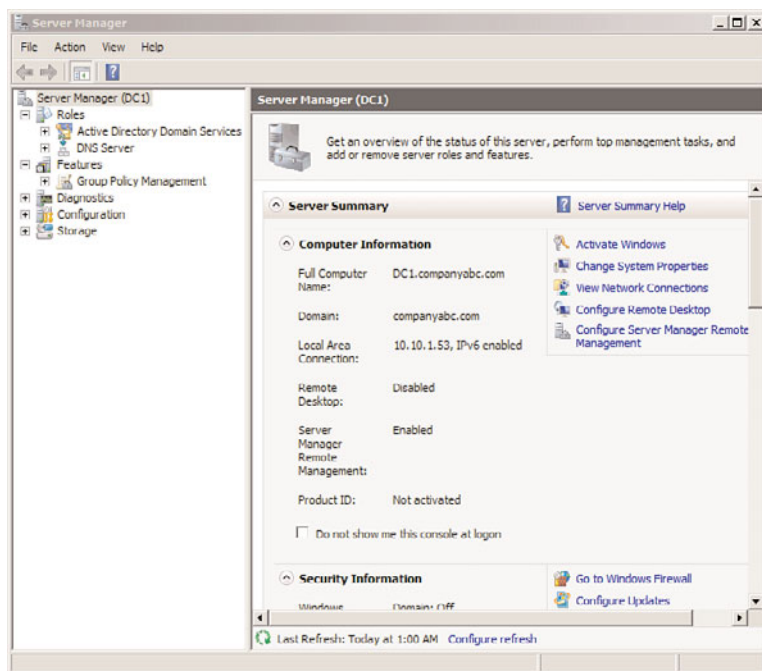 Server Manager
File Action View Help
Server Manager (DC1)
Roles
Active Directory Domain Services
DNS Server
Features
Group Policy Management
Diagnostics
Configuration
Storage
Server Manager (DC1)
Get an overview of the status of this server, perform top management tasks, and
add or remove server roles and features.
Server Summary
Server Summary Help
Computer Information
Full Computer
Name:
DC1.companyabc.com
Domain:
companyabc.com
Local Area
Connection:
10.10.1.53, IPv6 enabled
Remote
Desktop:
Disabled
Server
Manager
Remote
Management:
Enabled
Product ID:
Not activated
Do not show me this console at logon
Activate Windows
Change System Properties
View Network Connections
Configure Remote Desktop
Configure Server Manager Remote
Management
Security Information
Windows
Domain: Off
Go to Windows Firewall
Configure Updates
Last Refresh: Today at 1:00 AM Configure refresh